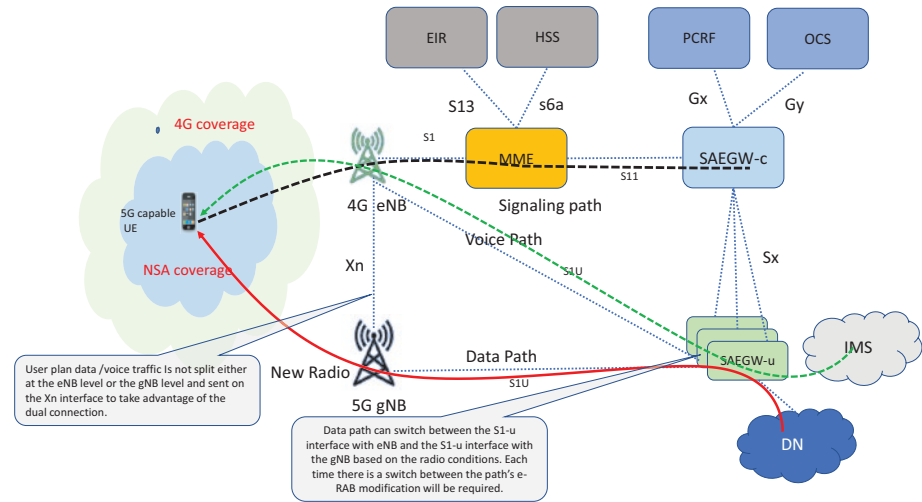 EIR
HSS
PCRF
OCS
S13
s6a
Gx
Gy
4G coverage
S1
MME
SAEGW-c
S11
5G capable
UE
4G eNB
Signaling path
Voice Path
NSA coverage
Xn
S1U
Sx
User plan data /voice traffic Is not split either
at the eNB level or the gNB level and sent on
the Xn interface to take advantage of the
dual connection.
New Radio
Data Path
SAEGW-u
IMS
S1U
5G gNB
Data path can switch between the S1-u
interface with eNB and the S1-u interface with
the gNB based on the radio conditions. Each
time there is a switch between the path's e-
RAB modification will be required.
DN